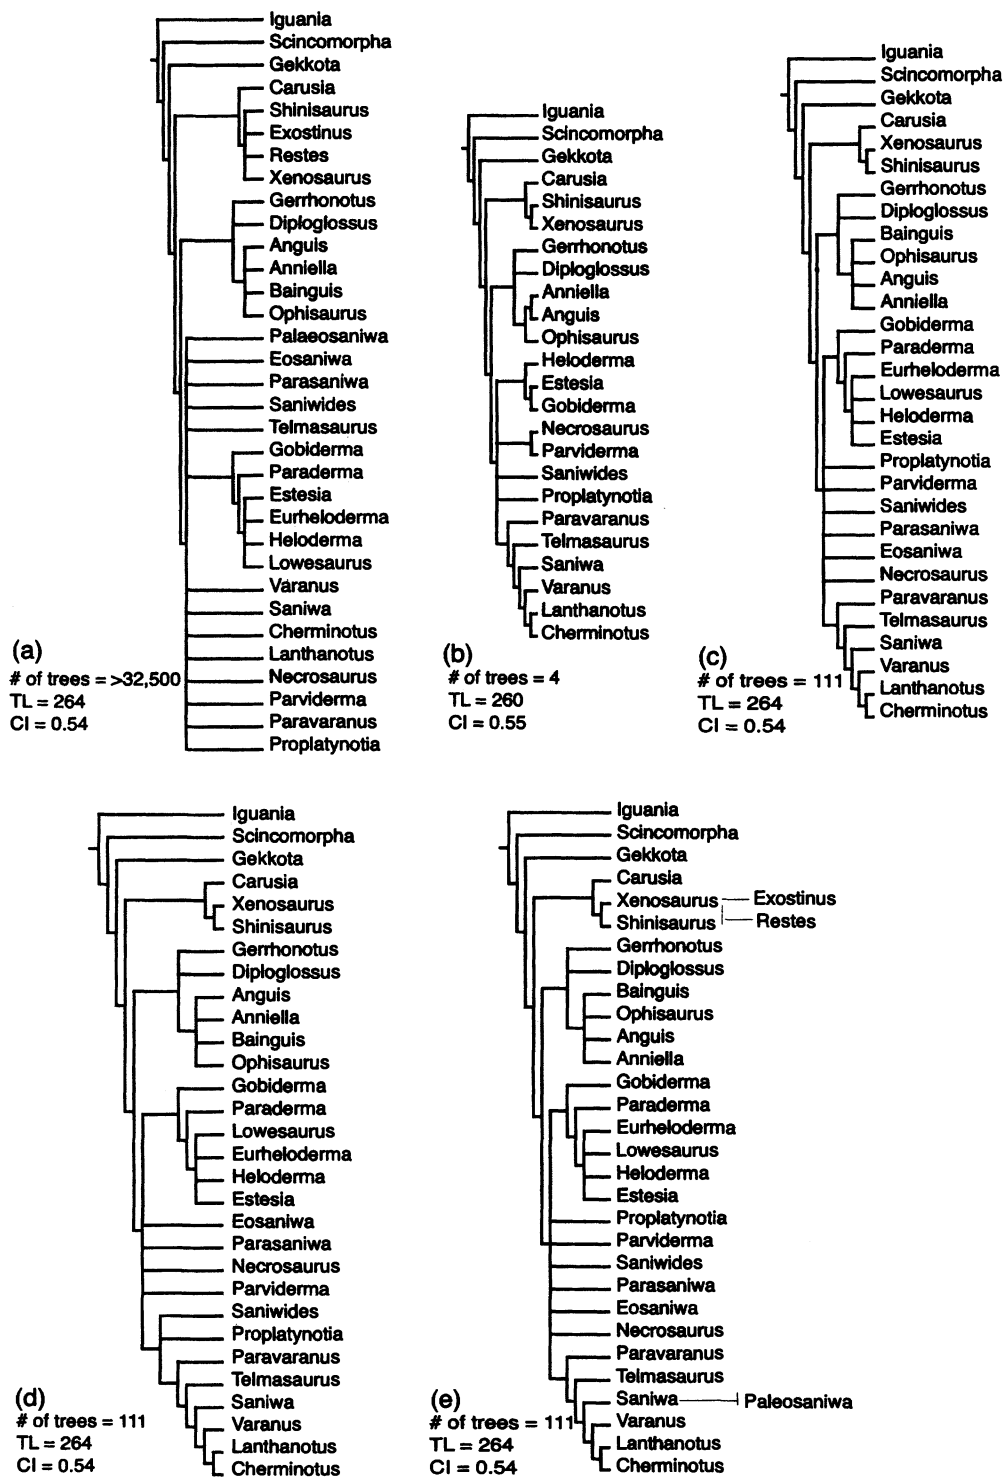 Iguania
Scincomorpha
Gekkota
Carusia
Shinisaurus
Exostinus
Restes
Xenosaurus
Gerrhonotus
Diploglossus
Anguis
Anniella
Bainguis
Ophisaurus
Palaeosaniwa
Eosaniwa
Parasaniwa
Saniwides
Telmasaurus
Gobiderma
Paraderma
Estesia
Eurheloderma
Heloderma
Lowesaurus
Varanus
Saniwa
Cherminotus
Lanthanotus
Necrosaurus
Parviderma
Paravaranus
Proplatynotia
(a)
# of trees = >32,500
TL = 264
CI = 0.54
Iguania
Scincomorpha
Gekkota
Carusia
Shinisaurus
Xenosaurus
Gerrhonotus
Diploglossus
Anniella
Anguis
Ophisaurus
Heloderma
Estesia
Gobiderma
Necrosaurus
Parviderma
Saniwides
Proplatynotia
Paravaranus
Telmasaurus
Saniwa
Varanus
Lanthanotus
Cherminotus
(b)
# of trees = 4
TL = 260
CI = 0.55
Iguania
Scincomorpha
Gekkota
Carusia
Xenosaurus
Shinisaurus
Gerrhonotus
Diploglossus
Bainguis
Ophisaurus
Anguis
Anniella
Gobiderma
Paraderma
Eurheloderma
Lowesaurus
Heloderma
Estesia
Proplatynotia
Parviderma
Saniwides
Parasaniwa
Eosaniwa
Necrosaurus
Paravaranus
Telmasaurus
Saniwa
Varanus
Lanthanotus
Cherminotus
(c)
# of trees = 111
TL = 264
CI = 0.54
Iguania
Scincomorpha
Gekkota
Carusia
Xenosaurus
Shinisaurus
Gerrhonotus
Diploglossus
Anguis
Anniella
Bainguis
Ophisaurus
Gobiderma
Paraderma
Lowesaurus
Eurheloderma
Heloderma
Estesia
Eosaniwa
Parasaniwa
Necrosaurus
Parviderma
Saniwides
Proplatynotia
Paravaranus
Telmasaurus
Saniwa
Varanus
Lanthanotus
Cherminotus
(d)
# of trees = 111
TL = 264
CI = 0.54
Iguania
Scincomorpha
Gekkota
Carusia
Xenosaurus Exostinus
Shinisaurus Restes
Gerrhonotus
Diploglossus
Bainguis
Ophisaurus
Anguis
Anniella
Gobiderma
Paraderma
Eurheloderma
Lowesaurus
Heloderma
Estesia
Proplatynotia
Parviderma
Saniwides
Parasaniwa
Eosaniwa
Necrosaurus
Paravaranus
Telmasaurus
Saniwa Paleosaniwa
Varanus
Lanthanotus
Cherminotus
(e)
# of trees = 111
TL = 264
CI = 0.54